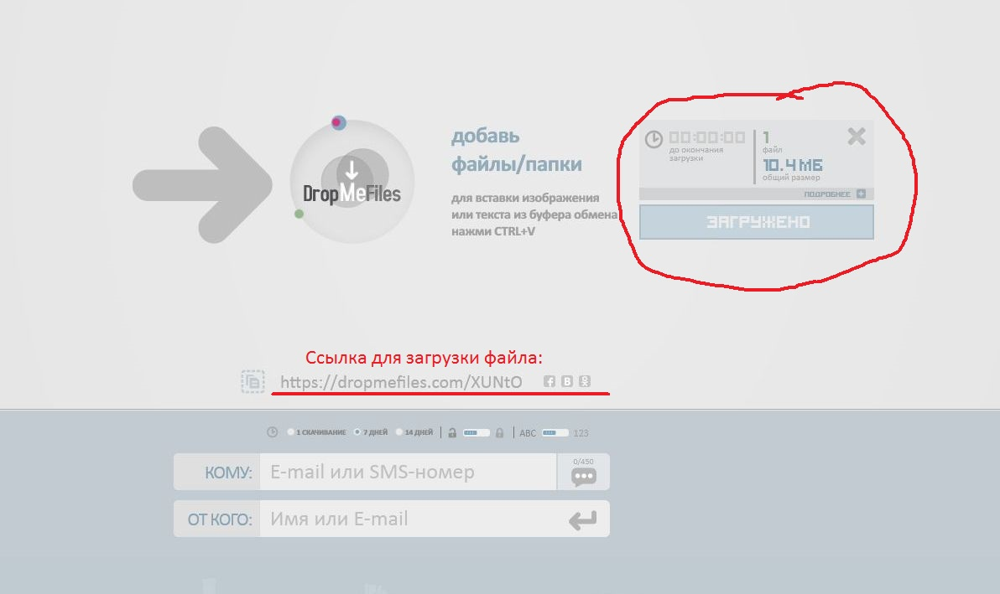 добавь
файлы/папки
DropMeFiles
для вставки изображения
или текста из буфера обмена
нажми CTRL+V
00:00:00
до окончания
загрузки
1
файл
10.4МБ
общий размер
ПОДРОБНЕЕ
ЗАГРУЖЕНО
Ссылка для загрузки файла:
https://dropmefiles.com/XUNtO
1 СКАЧИВАНИЕ 7 ДНЕЙ 14 ДНЕЙ ABC 123
КОМУ: E-mail или SMS-номер 0/450
ОТ КОГО: Имя или E-mail